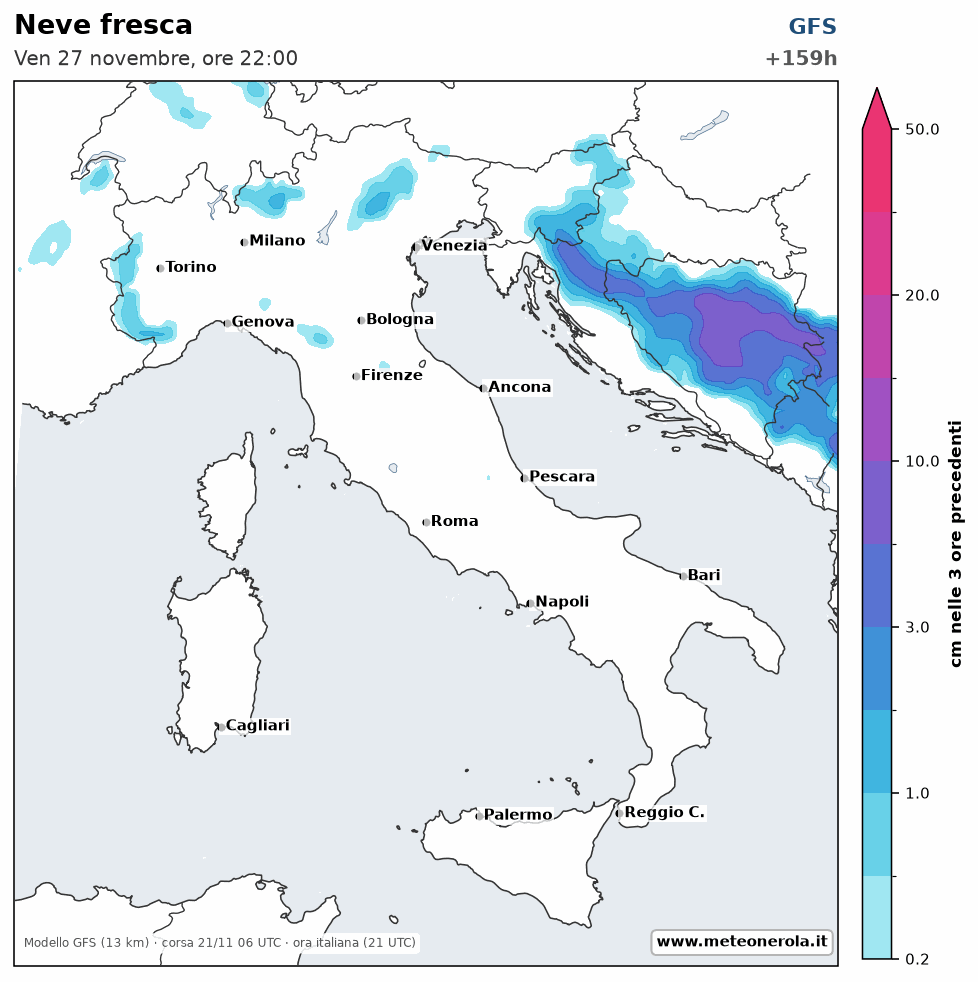 Neve fresca
GFS
Ven 27 novembre, ore 22:00
+159h
Milano
Venezia
Torino
Genova
Bologna
Firenze
Ancona
Pescara
Roma
Bari
Napoli
Cagliari
Palermo
Reggio C.
50.0
20.0
10.0
3.0
1.0
0.2
cm nelle 3 ore precedenti
Modello GFS (13 km) · corsa 21/11 06 UTC · ora italiana (21 UTC)
www.meteonerola.it